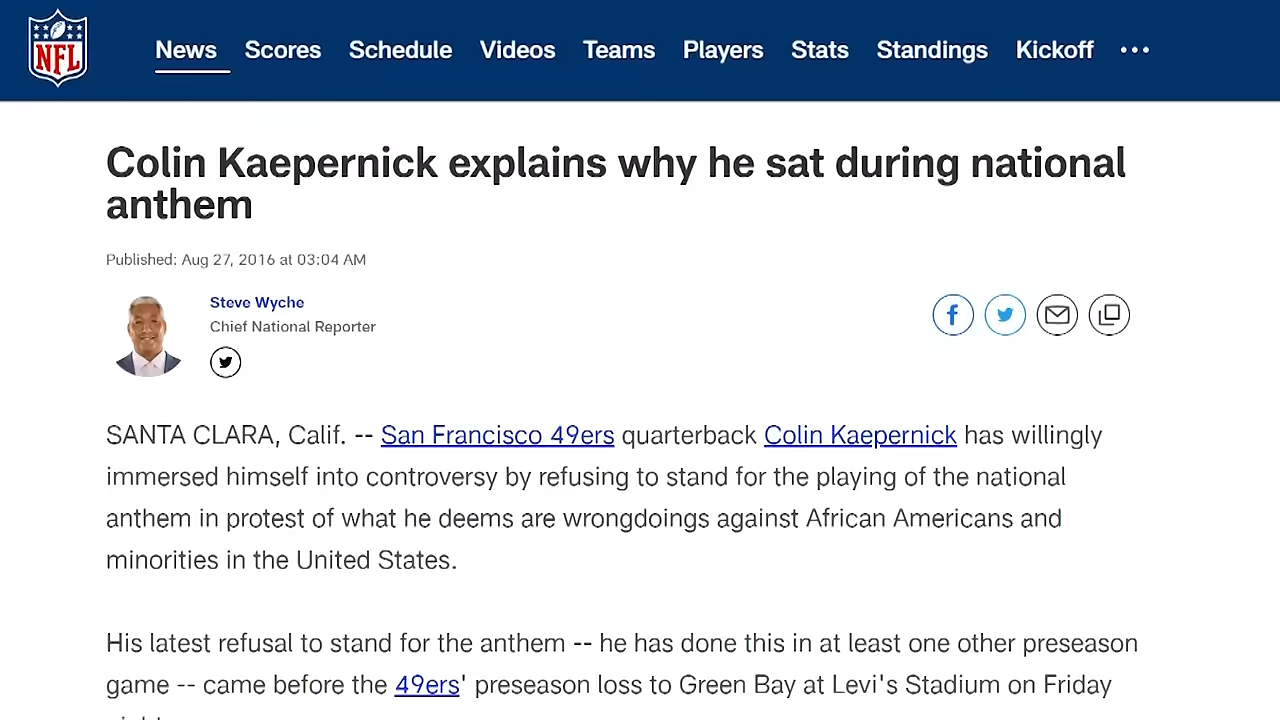 NFL
News Scores Schedule Videos Teams Players Stats Standings Kickoff
Colin Kaepernick explains why he sat during national
anthem
Published: Aug 27, 2016 at 03:04 AM
Steve Wyche
Chief National Reporter
SANTA CLARA, Calif. -- San Francisco 49ers quarterback Colin Kaepernick has willingly
immersed himself into controversy by refusing to stand for the playing of the national
anthem in protest of what he deems are wrongdoings against African Americans and
minorities in the United States.
His latest refusal to stand for the anthem -- he has done this in at least one other preseason
game -- came before the 49ers' preseason loss to Green Bay at Levi's Stadium on Friday